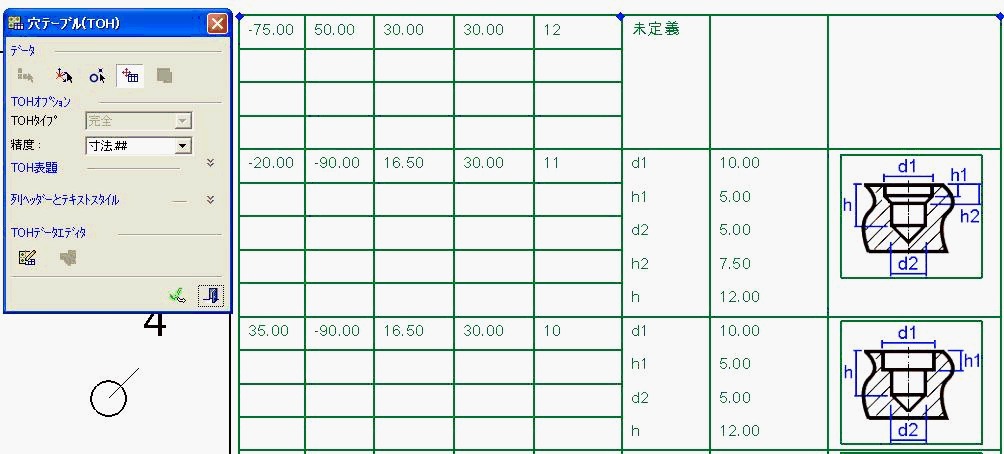 穴テーブル(TOH)
データ
TOHオプション
TOHタイプ 完全
精度： 寸法.##
TOH表題
列ヘッダーとテキストスタイル
TOHデータエディタ
4
-75.00 50.00 30.00 30.00 12 未定義
-20.00 -90.00 16.50 30.00 11 d1 10.00
h1 5.00
d2 5.00
h2 7.50
h 12.00
d1
h1
h
h2
d2
35.00 -90.00 16.50 30.00 10 d1 10.00
h1 5.00
d2 5.00
h 12.00
d1
h1
h
d2